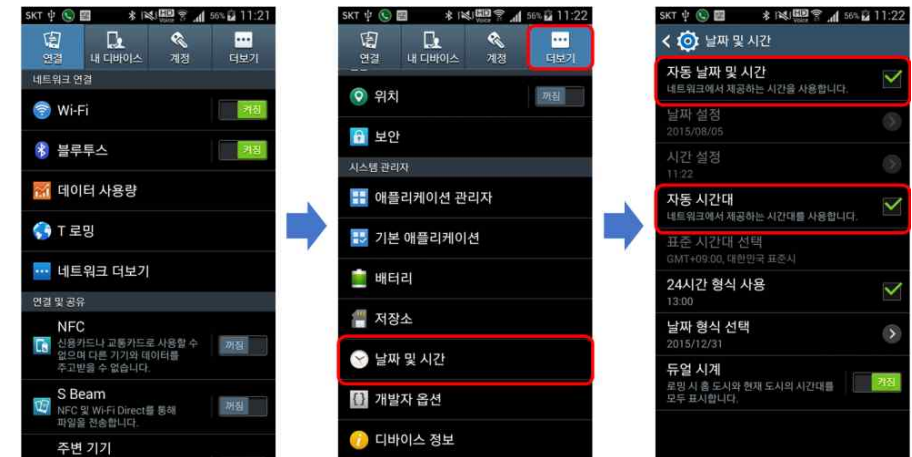 SKT 56% 11:21
연결 내 디바이스 계정 더보기
네트워크 연결
Wi-Fi 켜짐
블루투스 켜짐
데이터 사용량
T 로밍
네트워크 더보기
연결 및 공유
NFC
신용카드나 교통카드로 사용할 수
없으며 다른 기기와 데이터를
주고받을 수 없습니다.
꺼짐
S Beam
NFC 및 Wi-Fi Direct를 통해
파일을 전송합니다.
꺼짐
주변 기기
SKT HD Voice 56% 11:22
연결 내 디바이스 계정 더보기
위치 꺼짐
보안
시스템 관리자
애플리케이션 관리자
기본 애플리케이션
배터리
저장소
날짜 및 시간
개발자 옵션
디바이스 정보
SKT HD Voice 56% 11:22
날짜 및 시간
자동 날짜 및 시간
네트워크에서 제공하는 시간을 사용합니다.
날짜 설정
2015/08/05
시간 설정
11:22
자동 시간대
네트워크에서 제공하는 시간대를 사용합니다.
표준 시간대 선택
GMT+09:00, 대한민국 표준시
24시간 형식 사용
13:00
날짜 형식 선택
2015/12/31
듀얼 시계
로밍 시 홈 도시와 현재 도시의 시간대를
모두 표시합니다.
켜짐